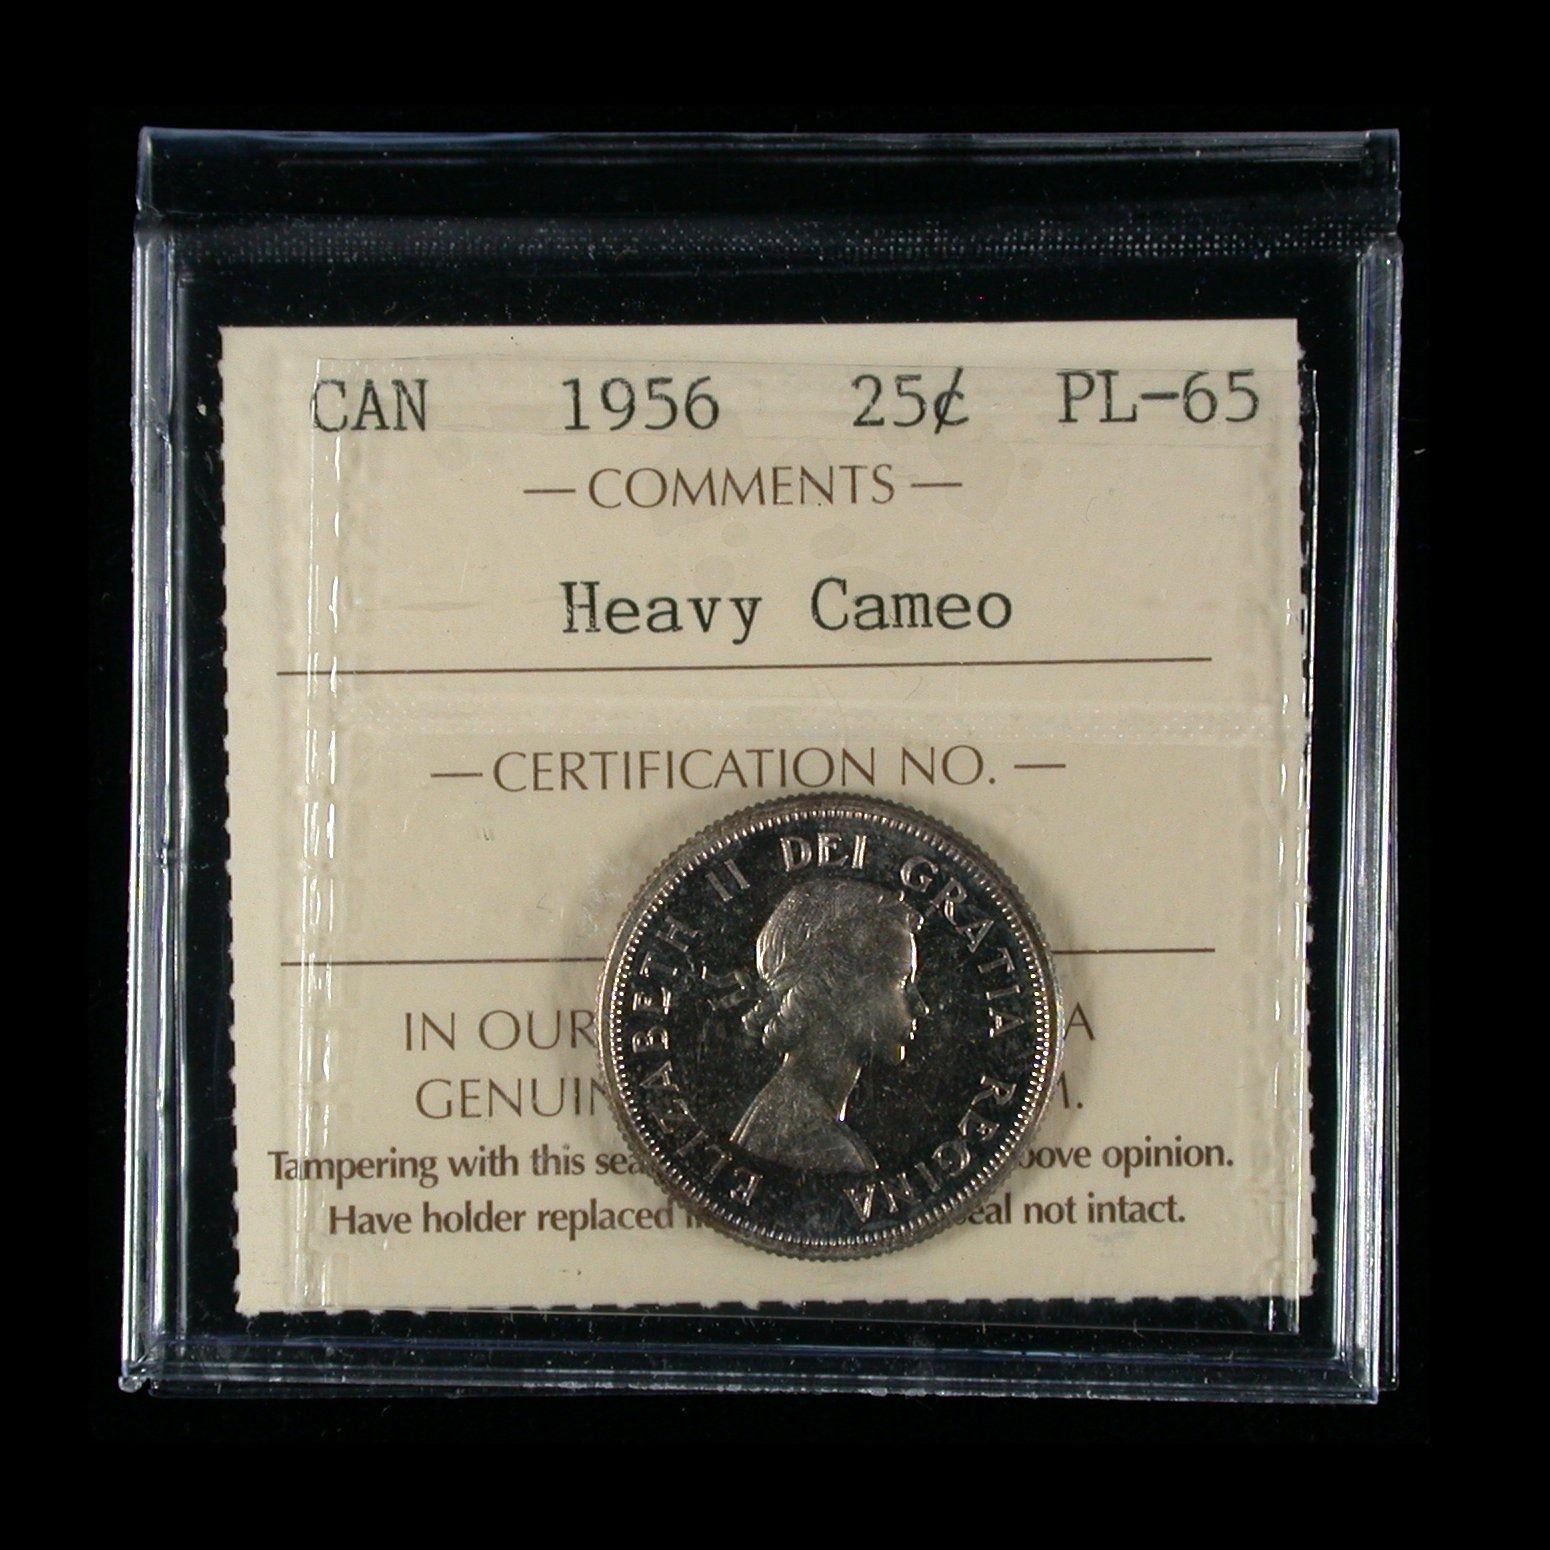 CAN 1956 25¢ PL-65
— COMMENTS —
Heavy Cameo
— CERTIFICATION NO. —
ELIZABETH II DEI GRATIA REGINA
IN OUR A
GENUIN M.
Tampering with this sea bove opinion.
Have holder replaced eal not intact.